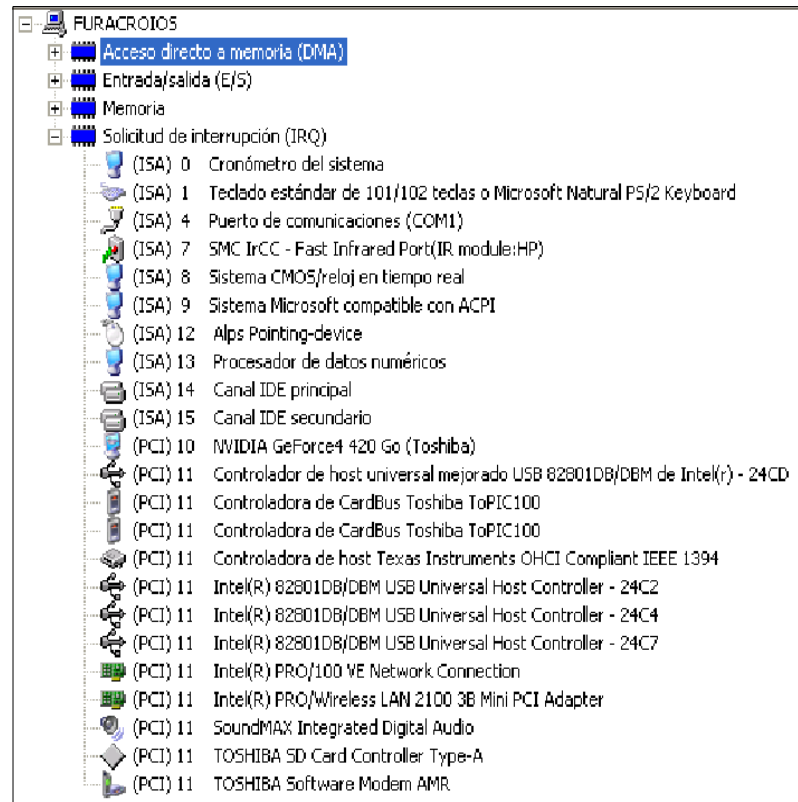 FURACROIOS
Acceso directo a memoria (DMA)
Entrada/salida (E/S)
Memoria
Solicitud de interrupción (IRQ)
(ISA) 0 Cronómetro del sistema
(ISA) 1 Teclado estándar de 101/102 teclas o Microsoft Natural PS/2 Keyboard
(ISA) 4 Puerto de comunicaciones (COM1)
(ISA) 7 SMC IrCC - Fast Infrared Port(IR module:HP)
(ISA) 8 Sistema CMOS/reloj en tiempo real
(ISA) 9 Sistema Microsoft compatible con ACPI
(ISA) 12 Alps Pointing-device
(ISA) 13 Procesador de datos numéricos
(ISA) 14 Canal IDE principal
(ISA) 15 Canal IDE secundario
(PCI) 10 NVIDIA GeForce4 420 Go (Toshiba)
(PCI) 11 Controlador de host universal mejorado USB 82801DB/DBM de Intel(r) - 24CD
(PCI) 11 Controladora de CardBus Toshiba ToPIC100
(PCI) 11 Controladora de CardBus Toshiba ToPIC100
(PCI) 11 Controladora de host Texas Instruments OHCI Compliant IEEE 1394
(PCI) 11 Intel(R) 82801DB/DBM USB Universal Host Controller - 24C2
(PCI) 11 Intel(R) 82801DB/DBM USB Universal Host Controller - 24C4
(PCI) 11 Intel(R) 82801DB/DBM USB Universal Host Controller - 24C7
(PCI) 11 Intel(R) PRO/100 VE Network Connection
(PCI) 11 Intel(R) PRO/Wireless LAN 2100 3B Mini PCI Adapter
(PCI) 11 SoundMAX Integrated Digital Audio
(PCI) 11 TOSHIBA SD Card Controller Type-A
(PCI) 11 TOSHIBA Software Modem AMR